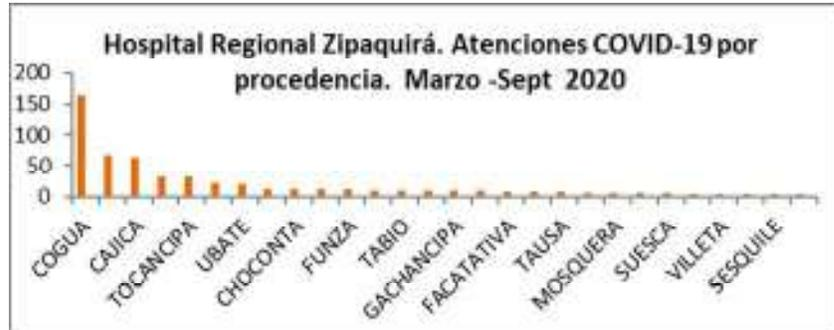 Hospital Regional Zipaquirá. Atenciones COVID-19 por
procedencia. Marzo -Sept 2020
200
150
100
50
0
COGUA
CAJICA
TOCANCIPA
UBATE
CHOCONTA
FUNZA
TABIO
GACHANCIPA
FACATATIVA
TAUSA
MOSQUERA
SUESCA
VILLETA
SESQUILE